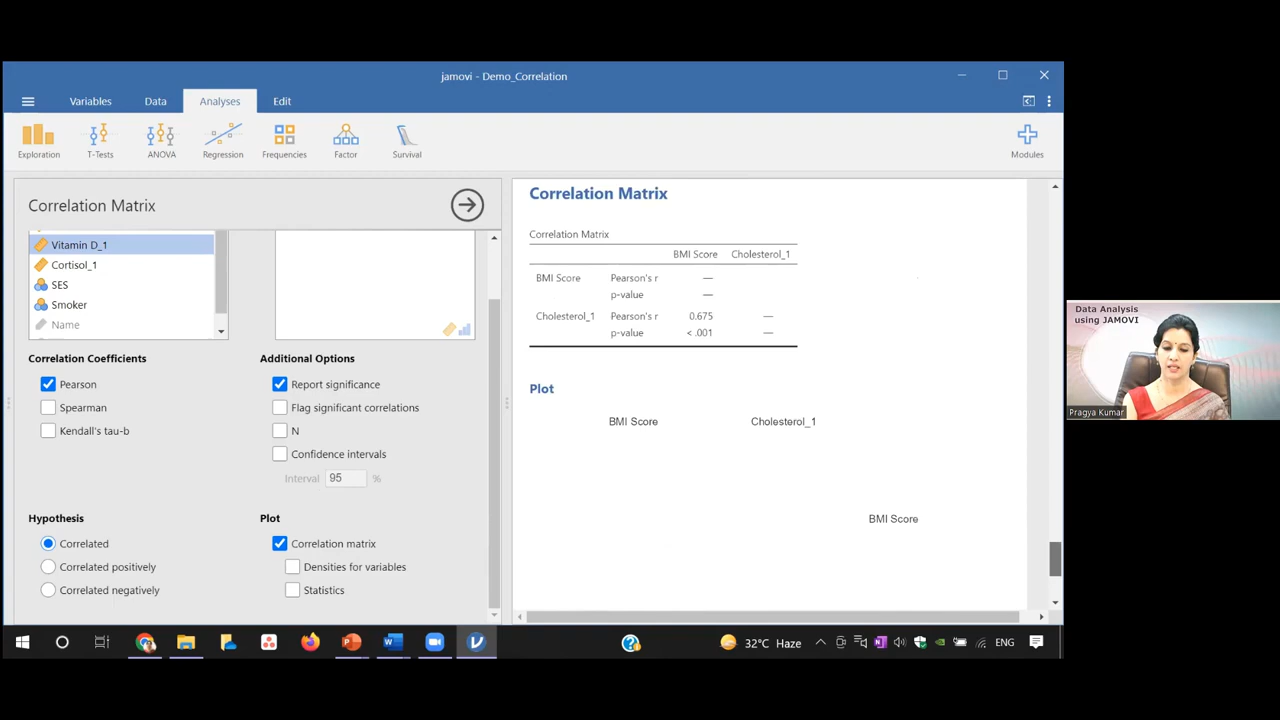 jamovi - Demo_Correlation
Variables Data Analyses Edit
Exploration T-Tests ANOVA Regression Frequencies Factor Survival Modules
Correlation Matrix
Vitamin D_1
Cortisol_1
SES
Smoker
Name
Correlation Coefficients
Pearson
Spearman
Kendall's tau-b
Additional Options
Report significance
Flag significant correlations
N
Confidence intervals
Interval 95 %
Hypothesis
Correlated
Correlated positively
Correlated negatively
Plot
Correlation matrix
Densities for variables
Statistics
Correlation Matrix
Correlation Matrix
BMI Score Cholesterol_1
BMI Score Pearson's r —
p-value —
Cholesterol_1 Pearson's r 0.675 —
p-value < .001 —
Plot
BMI Score Cholesterol_1
BMI Score
Data Analysis
using JAMOVI
Pragya Kumar
32°C Haze ENG